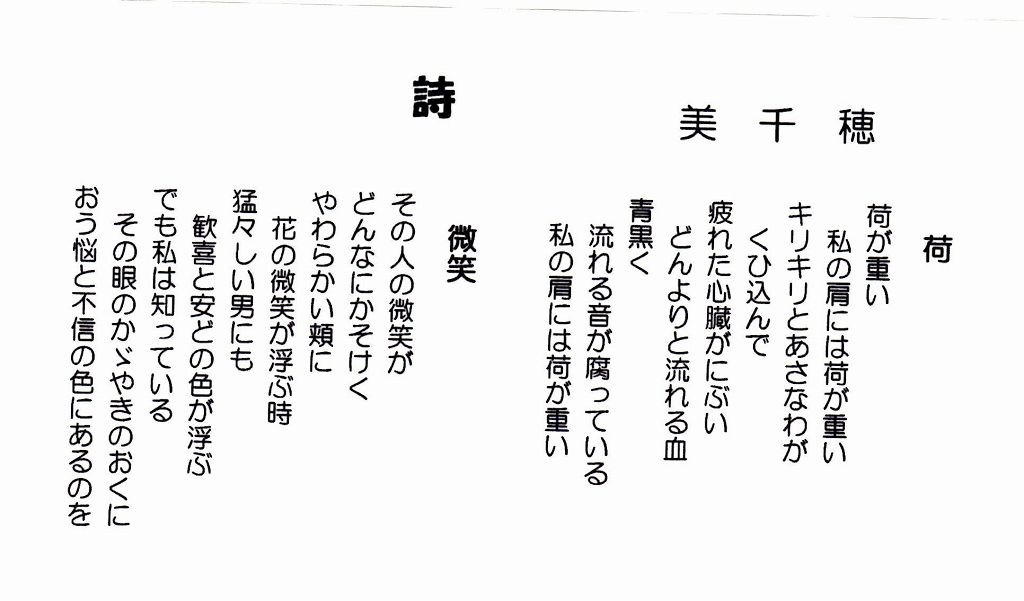 詩
美千穂
荷
荷が重い
私の肩には荷が重い
キリキリとあさなわが
くひ込んで
疲れた心臓がにぶい
どんよりと流れる血
青黒く
流れる音が腐っている
私の肩には荷が重い
微笑
その人の微笑が
どんなにかそけく
やわらかい頬に
花の微笑が浮ぶ時
猛々しい男にも
歓喜と安どの色が浮ぶ
でも私は知っている
その眼のかゞやきのおくに
おう悩と不信の色にあるのを